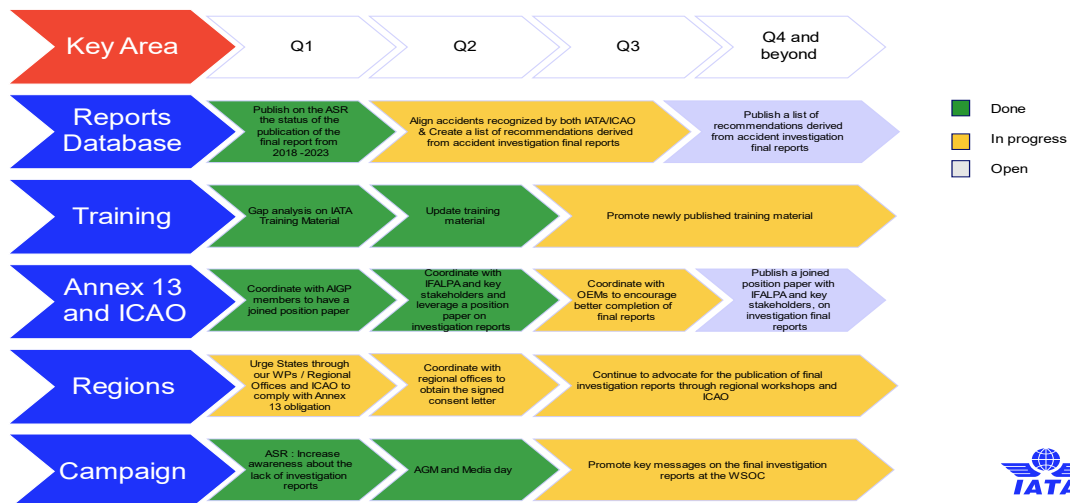 Key Area
Q1
Q2
Q3
Q4 and
beyond
Reports
Database
Publish on the ASR
the status of the
publication of the
final report from
2018 -2023
Align accidents recognized by both IATA/ICAO
& Create a list of recommendations derived
from accident investigation final reports
Publish a list of
recommendations derived
from accident investigation
final reports
Done
In progress
Open
Training
Gap analysis on IATA
Training Material
Update training
material
Promote newly published training material
Annex 13
and ICAO
Coordinate with AIGP
members to have a
joined position paper
Coordinate with
IFALPA and key
stakeholders and
leverage a position
paper on
investigation reports
Coordinate with
OEMs to encourage
better completion of
final reports
Publish a joined
position paper with
IFALPA and key
stakeholders, on
investigation final
reports
Regions
Urge States through
our WPs / Regional
Offices and ICAO to
comply with Annex
13 obligation
Coordinate with
regional offices to
obtain the signed
consent letter
Continue to advocate for the publication of final
investigation reports through regional workshops and
ICAO
Campaign
ASR : Increase
awareness about the
lack of investigation
reports
AGM and Media day
Promote key messages on the final investigation
reports at the WSOC
IATA